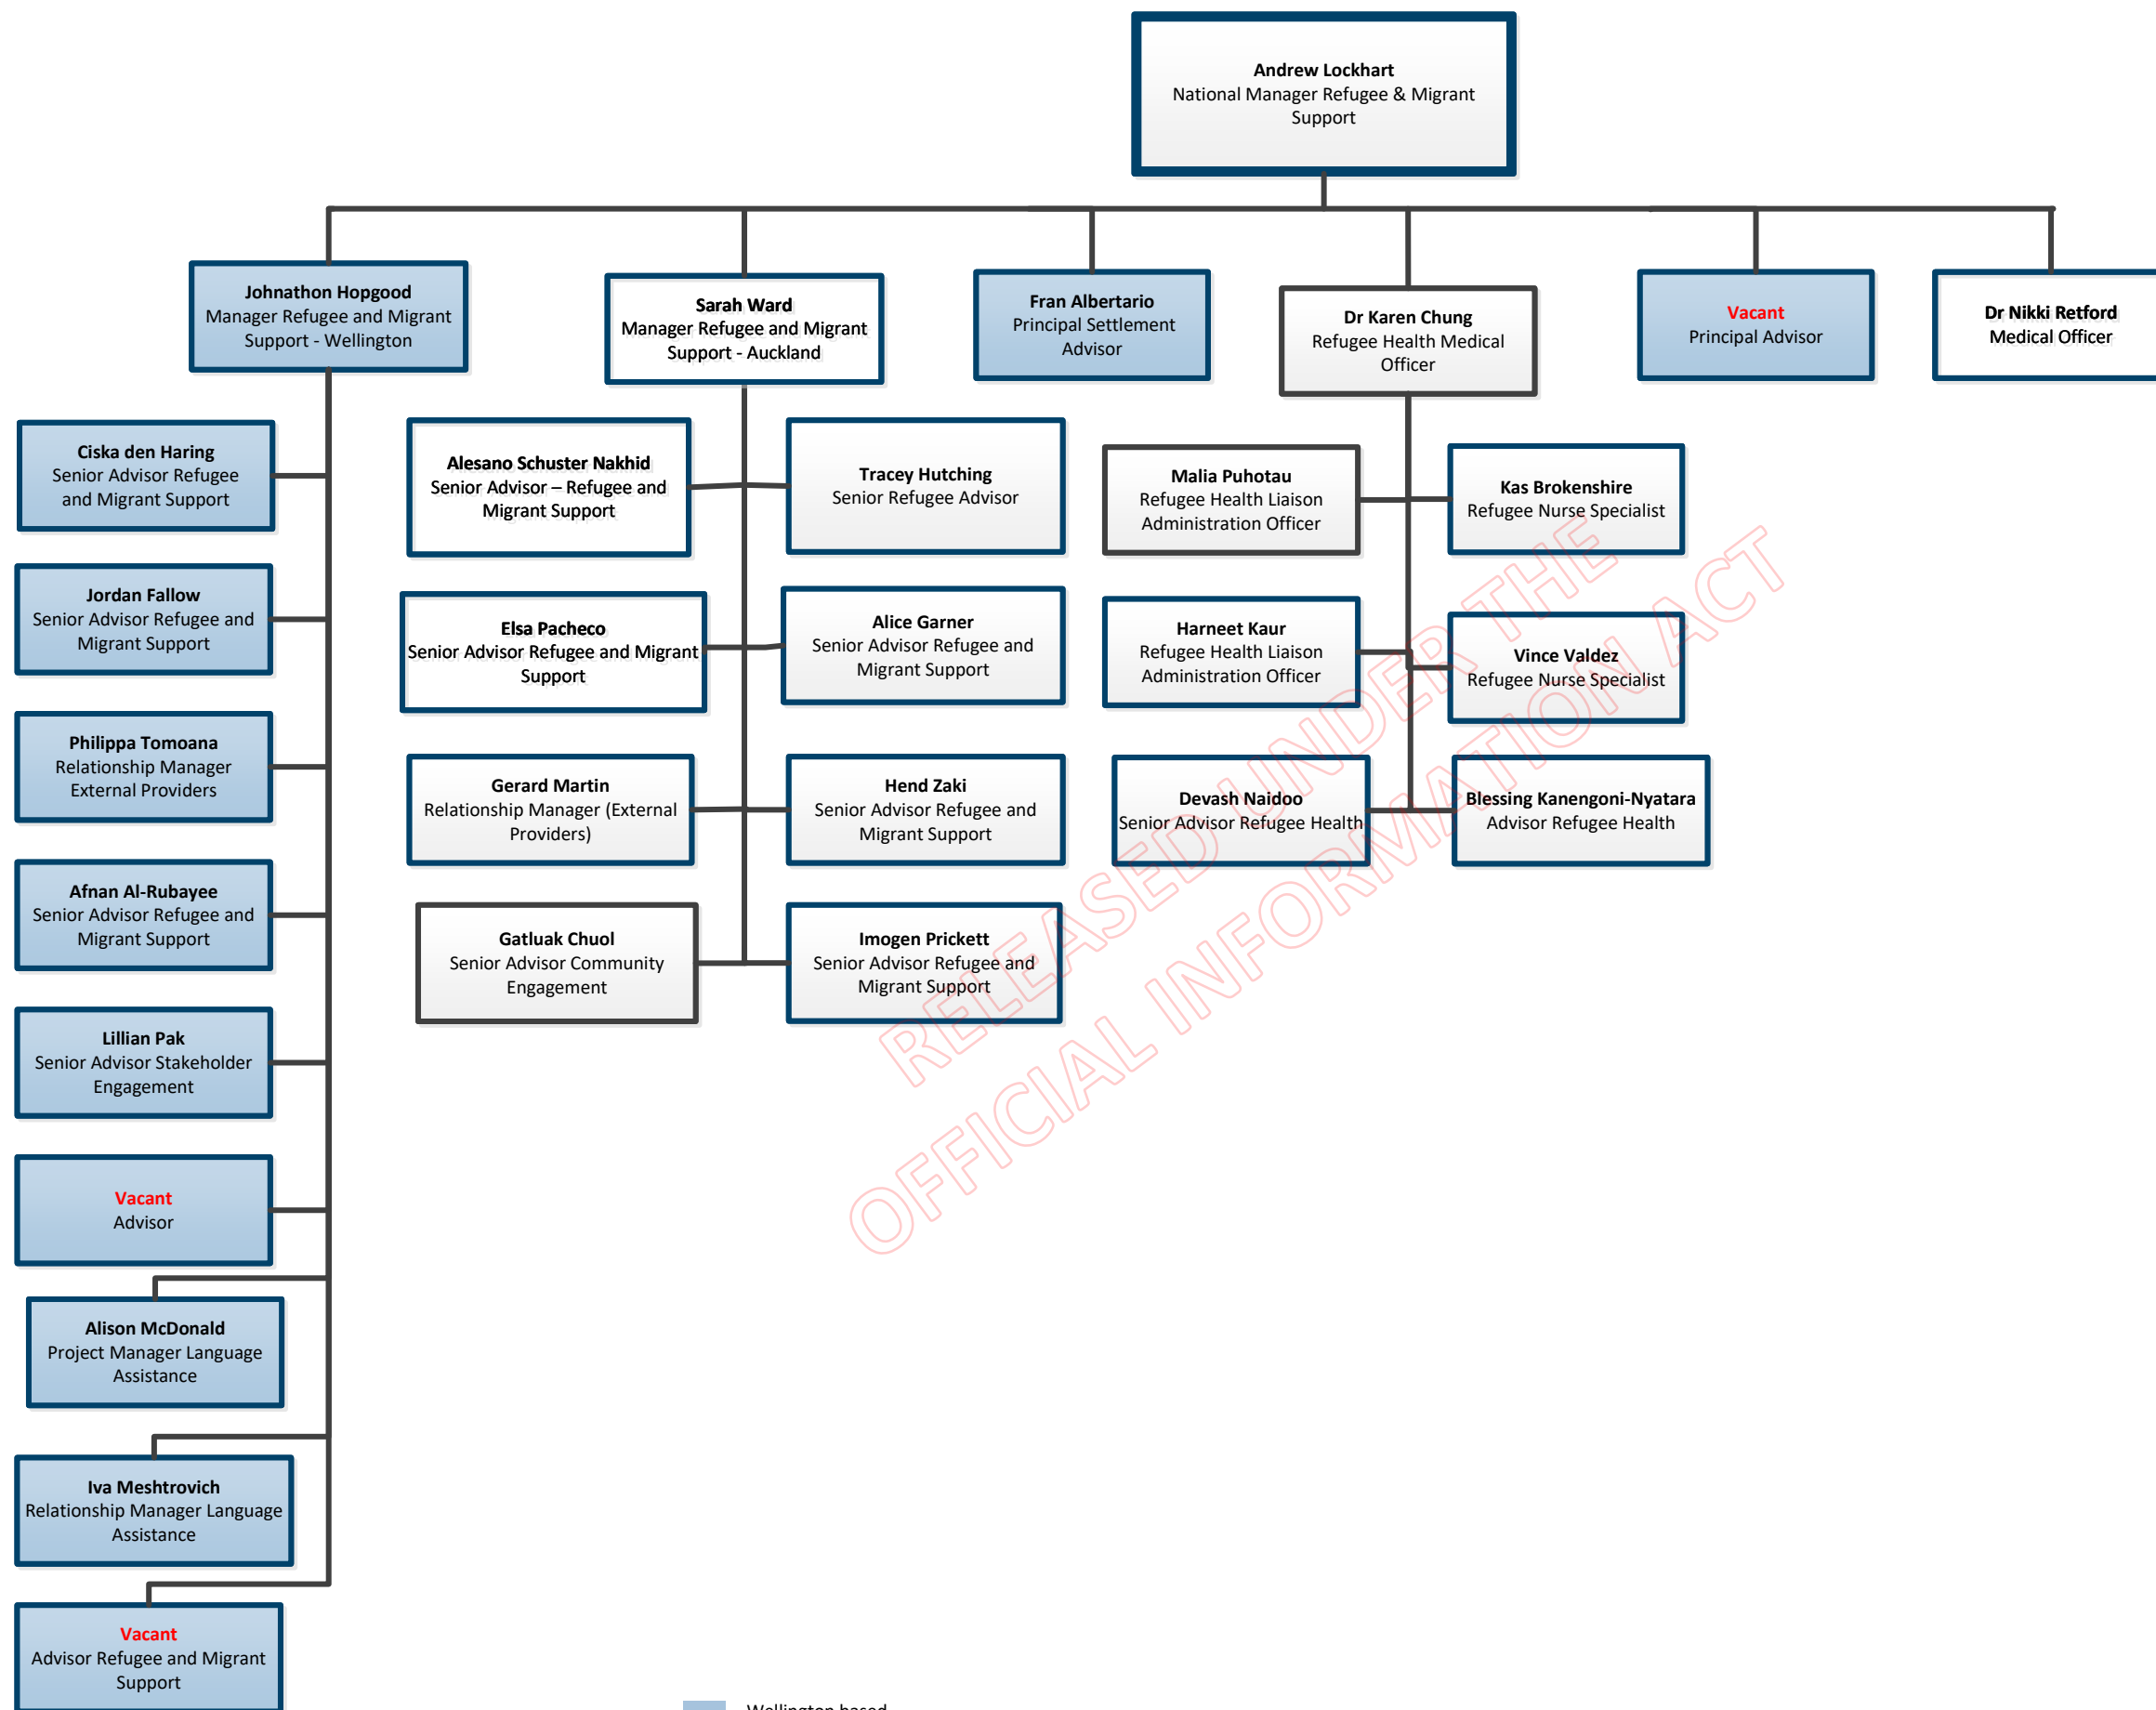 Andrew Lockhart
National Manager Refugee & Migrant
Support
Johnathon Hopgood
Manager Refugee and Migrant
Support - Wellington
Sarah Ward
Manager Refugee and Migrant
Support - Auckland
Fran Albertario
Principal Settlement
Advisor
Dr Karen Chung
Refugee Health Medical
Officer
Vacant
Principal Advisor
Dr Nikki Retford
Medical Officer
Ciska den Haring
Senior Advisor Refugee
and Migrant Support
Jordan Fallow
Senior Advisor Refugee and
Migrant Support
Philippa Tomoana
Relationship Manager
External Providers
Afnan Al-Rubayee
Senior Advisor Refugee and
Migrant Support
Lillian Pak
Senior Advisor Stakeholder
Engagement
Vacant
Advisor
Alison McDonald
Project Manager Language
Assistance
Iva Meshtrovich
Relationship Manager Language
Assistance
Vacant
Advisor Refugee and Migrant
Support
Alesano Schuster Nakhid
Senior Advisor – Refugee and
Migrant Support
Tracey Hutching
Senior Refugee Advisor
Elsa Pacheco
Senior Advisor Refugee and Migrant
Support
Alice Garner
Senior Advisor Refugee and
Migrant Support
Gerard Martin
Relationship Manager (External
Providers)
Hend Zaki
Senior Advisor Refugee and
Migrant Support
Gatluak Chuol
Senior Advisor Community
Engagement
Imogen Prickett
Senior Advisor Refugee and
Migrant Support
Malia Puhotau
Refugee Health Liaison
Administration Officer
Kas Brokenshire
Refugee Nurse Specialist
Harneet Kaur
Refugee Health Liaison
Administration Officer
Vince Valdez
Refugee Nurse Specialist
Devash Naidoo
Senior Advisor Refugee Health
Blessing Kanengoni-Nyatara
Advisor Refugee Health
RELEASED UNDER THE
OFFICIAL INFORMATION ACT
Wellington based